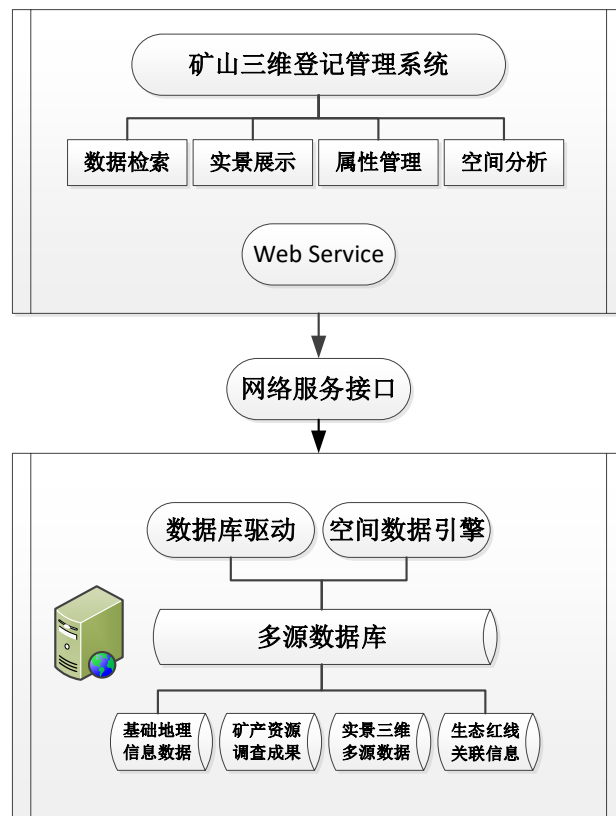 矿山三维登记管理系统
数据检索 实景展示 属性管理 空间分析
Web Service
网络服务接口
数据库驱动 空间数据引擎
多源数据库
基础地理 矿产资源 实景三维 生态红线
信息数据 调查成果 多源数据 关联信息